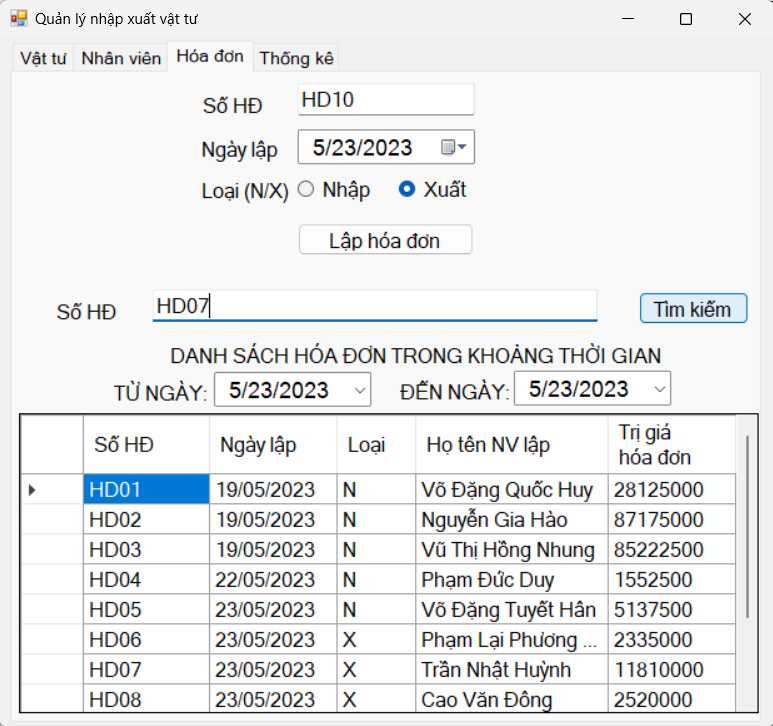 Quản lý nhập xuất vật tư
Vật tư Nhân viên Hóa đơn Thống kê
Số HĐ HD10
Ngày lập 5/23/2023
Loại (N/X) Nhập Xuất
Lập hóa đơn
Số HĐ HD07 Tìm kiếm
DANH SÁCH HÓA ĐƠN TRONG KHOẢNG THỜI GIAN
TỪ NGÀY: 5/23/2023 ĐẾN NGÀY: 5/23/2023
Số HĐ Ngày lập Loại Họ tên NV lập Trị giá hóa đơn
HD01 19/05/2023 N Võ Đặng Quốc Huy 28125000
HD02 19/05/2023 N Nguyễn Gia Hào 87175000
HD03 19/05/2023 N Vũ Thị Hồng Nhung 85222500
HD04 22/05/2023 N Phạm Đức Duy 1552500
HD05 23/05/2023 N Võ Đặng Tuyết Hân 5137500
HD06 23/05/2023 X Phạm Lại Phương ... 2335000
HD07 23/05/2023 X Trần Nhật Huỳnh 11810000
HD08 23/05/2023 X Cao Văn Đông 2520000